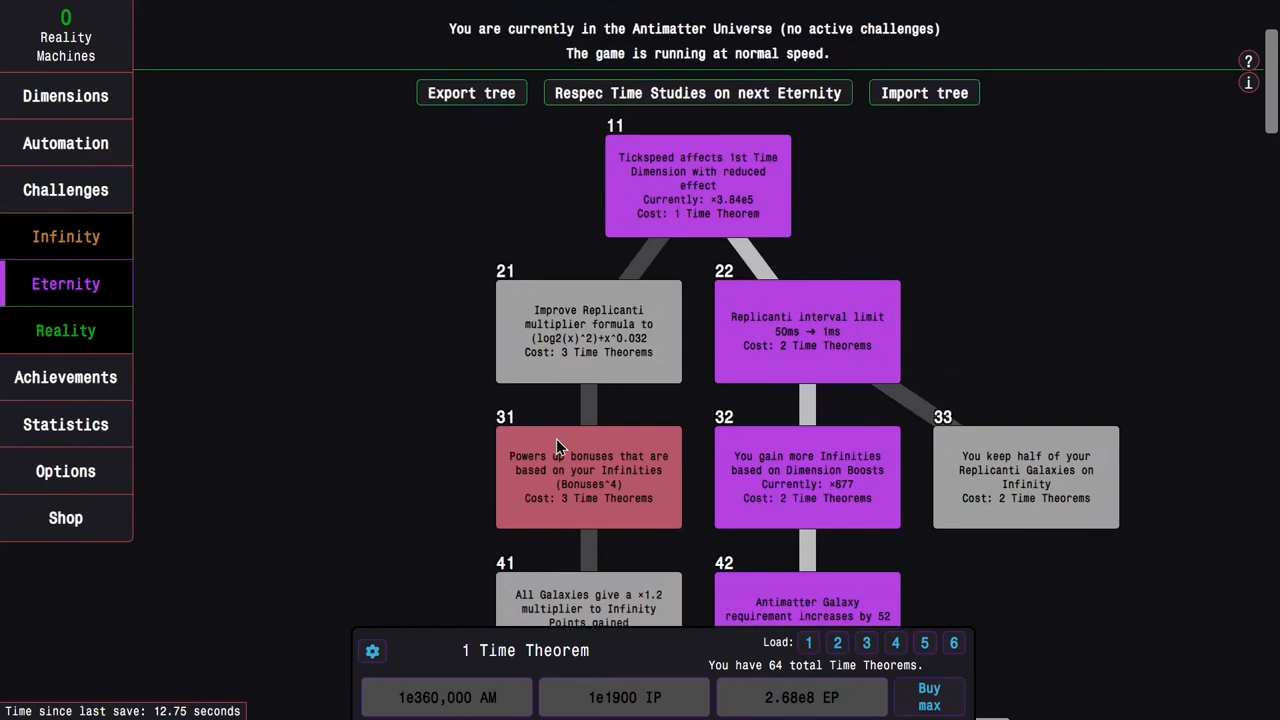 0
Reality
Machines
Dimensions
Automation
Challenges
Infinity
Eternity
Reality
Achievements
Statistics
Options
Shop
You are currently in the Antimatter Universe (no active challenges)
The game is running at normal speed.
?
i
Export tree
Respec Time Studies on next Eternity
Import tree
11
Tickspeed affects 1st Time
Dimension with reduced
effect
Currently: ×3.84e5
Cost: 1 Time Theorem
21
Improve Replicanti
multiplier formula to
(log2(x)^2)+x^0.032
Cost: 3 Time Theorems
22
Replicanti interval limit
50ms → 1ms
Cost: 2 Time Theorems
31
Powers up bonuses that are
based on your Infinities
(Bonuses^4)
Cost: 3 Time Theorems
32
You gain more Infinities
based on Dimension Boosts
Currently: ×677
Cost: 2 Time Theorems
33
You keep half of your
Replicanti Galaxies on
Infinity
Cost: 2 Time Theorems
41
All Galaxies give a ×1.2
multiplier to Infinity
Points gained
42
Antimatter Galaxy
requirement increases by 52
1 Time Theorem
Load: 1 2 3 4 5 6
You have 64 total Time Theorems.
1e360,000 AM
1e1900 IP
2.68e8 EP
Buy
max
Time since last save: 12.75 seconds